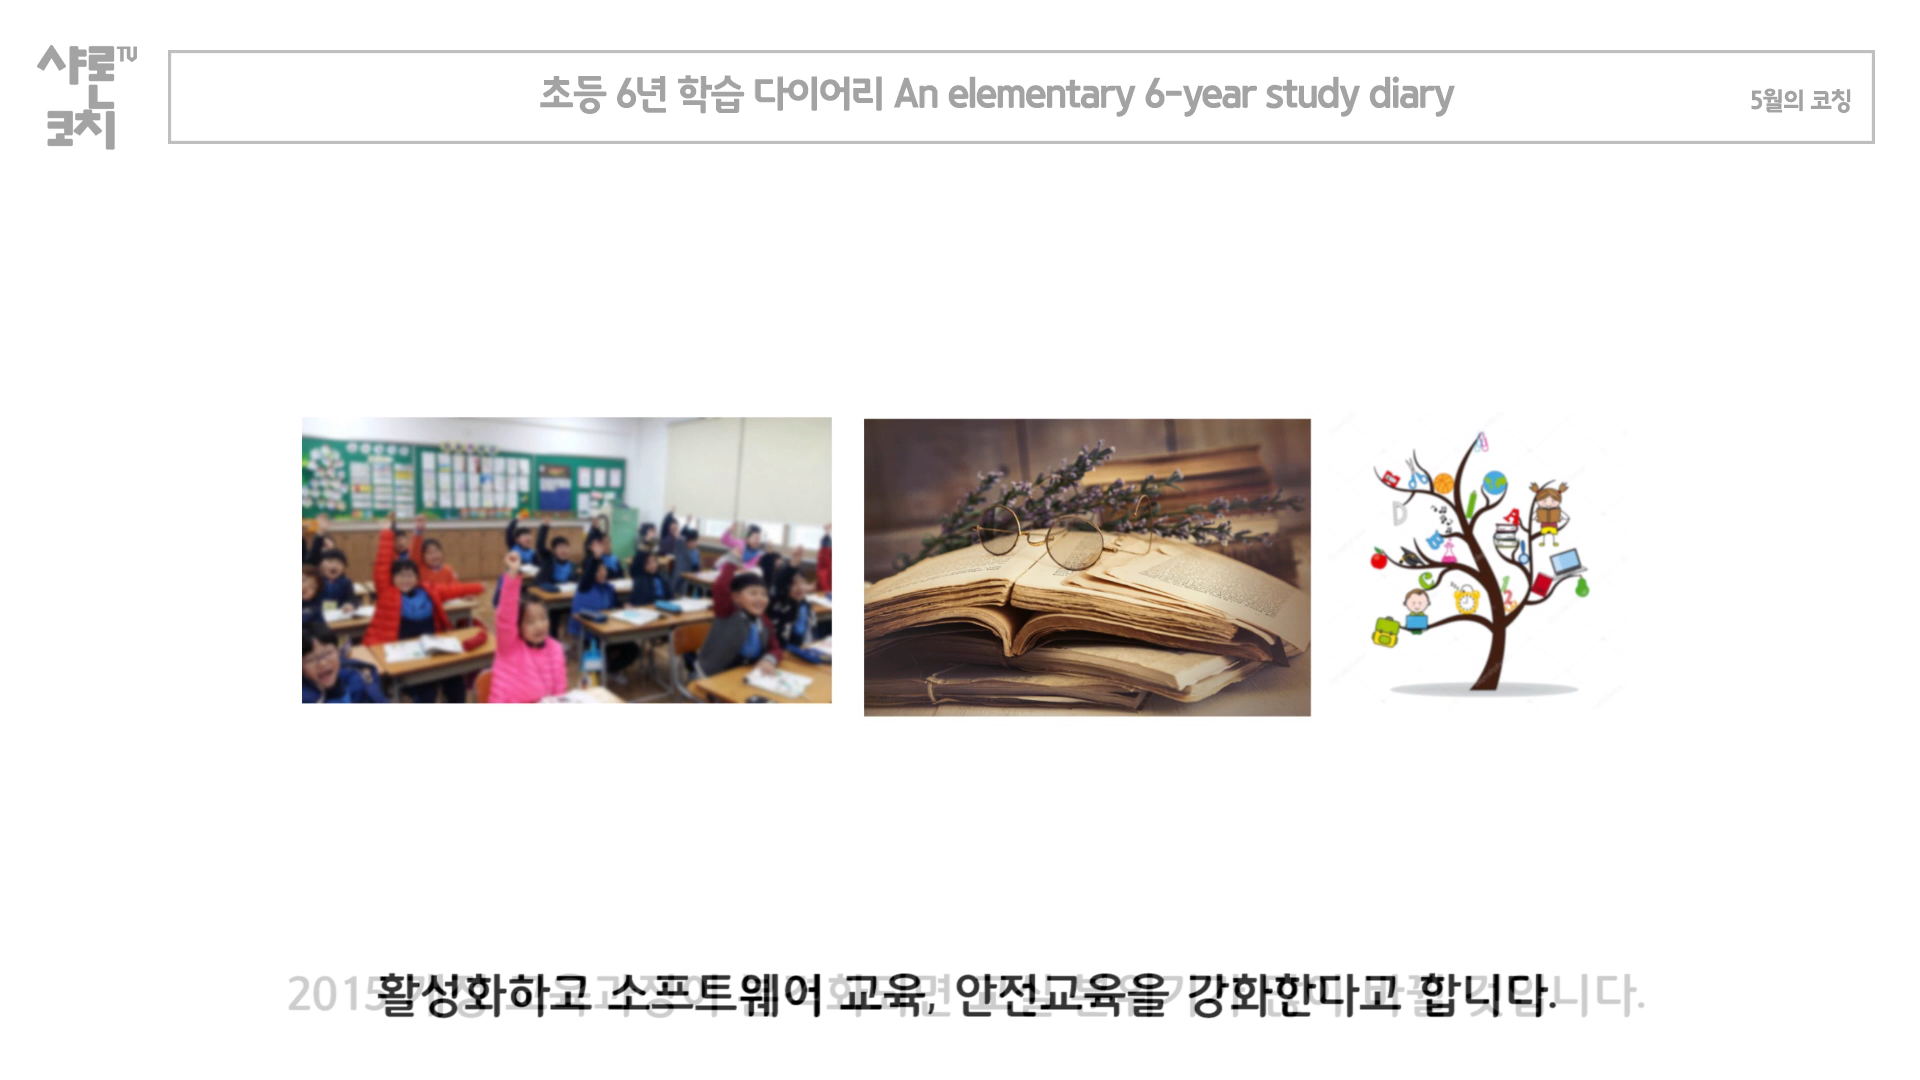 샤론 TV
코치
초등 6년 학습 다이어리 An elementary 6-year study diary
5월의 코칭
활성화하고 소프트웨어 교육, 안전교육을 강화한다고 합니다.
2015